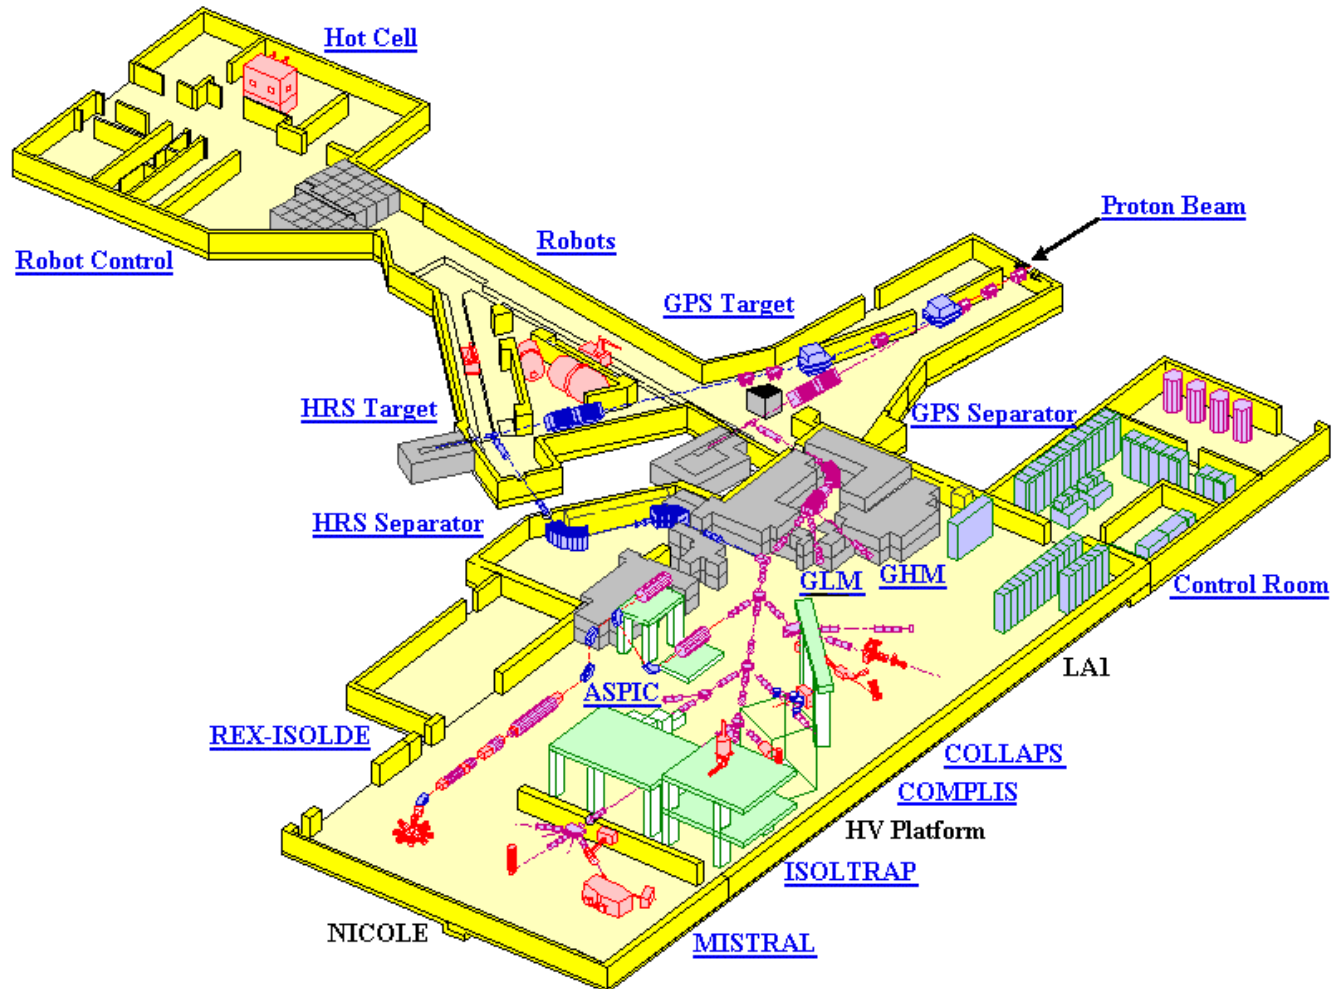 Hot Cell
Proton Beam
Robots
Robot Control
GPS Target
HRS Target
GPS Separator
HRS Separator
GLM
GHM
Control Room
LA1
ASPIC
REX-ISOLDE
COLLAPS
COMPLIS
HV Platform
ISOLTRAP
NICOLE
MISTRAL